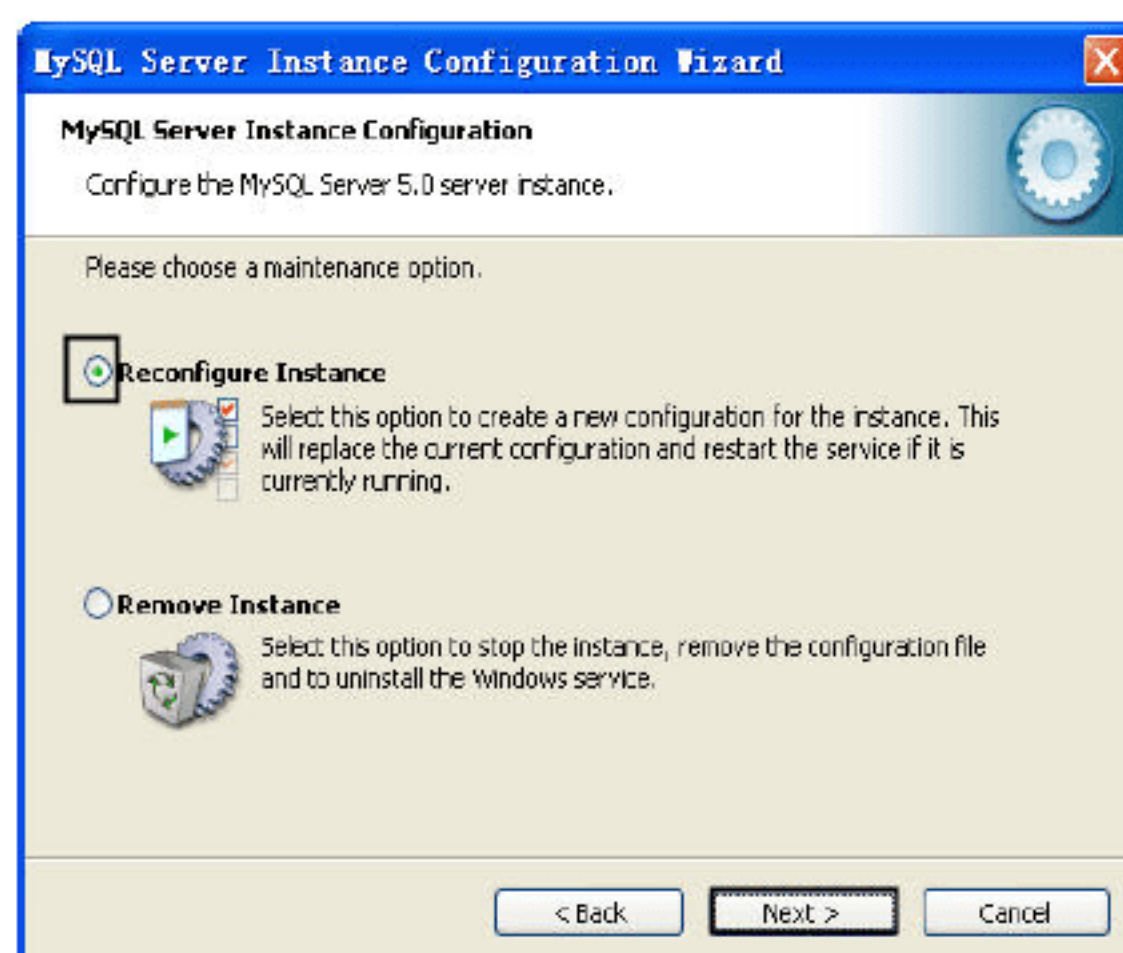 MySQL Server Instance Configuration Wizard
MySQL Server Instance Configuration
Configure the MySQL Server 5.0 server instance.
Please choose a maintenance option.
Reconfigure Instance
Select this option to create a new configuration for the instance. This
will replace the current configuration and restart the service if it is
currently running.
Remove Instance
Select this option to stop the instance, remove the configuration file
and to uninstall the Windows service.
< Back
Next >
Cancel